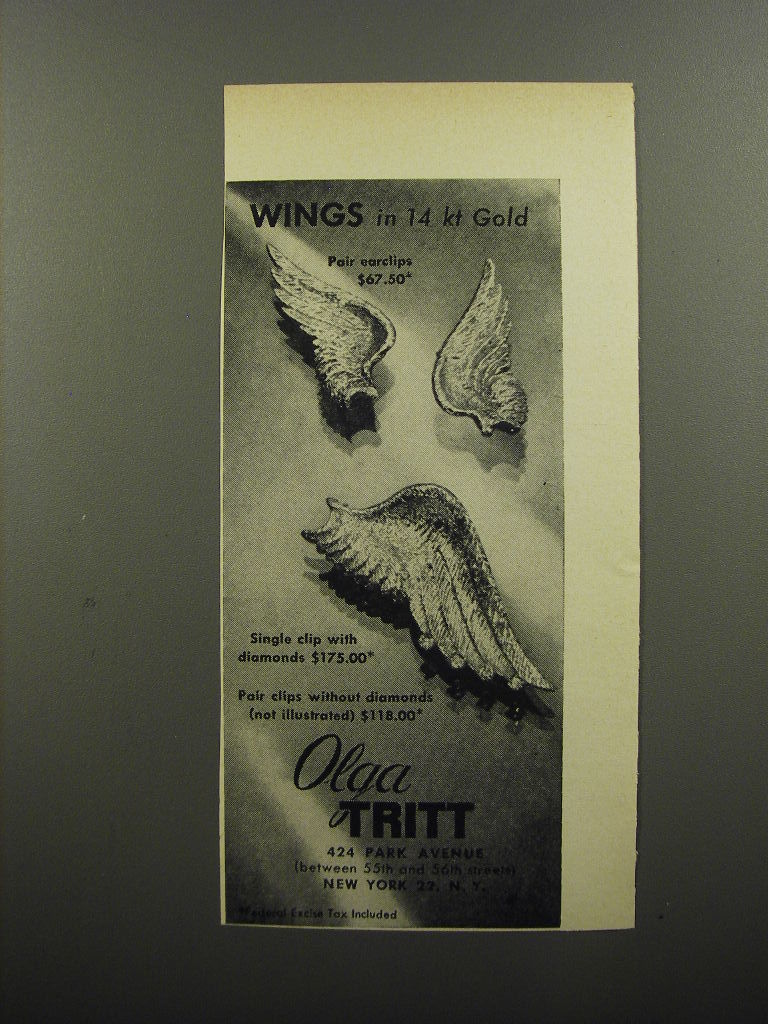 WINGS in 14 kt Gold
Pair earclips
$67.50*
Single clip with
diamonds $175.00*
Pair clips without diamonds
(not illustrated) $118.00*
Olga
TRITT
424 PARK AVENUE
(between 55th and 56th streets)
NEW YORK 22, N. Y.
*Federal Excise Tax Included